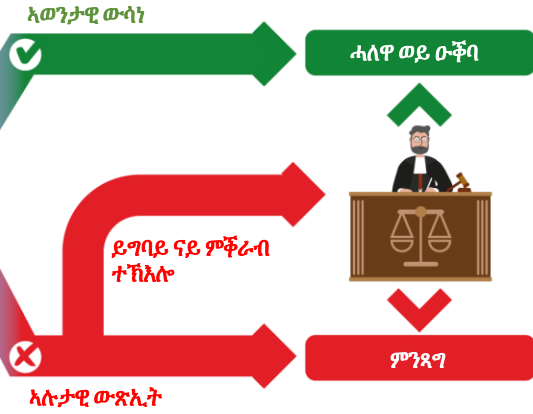 ኣወንታዊ ውሳነ
ሓለዋ ወይ ዑቕባ
ይግባይ ናይ ምቕራብ
ተኽእሎ
ምንጻግ
ኣሉታዊ ውጽኢት